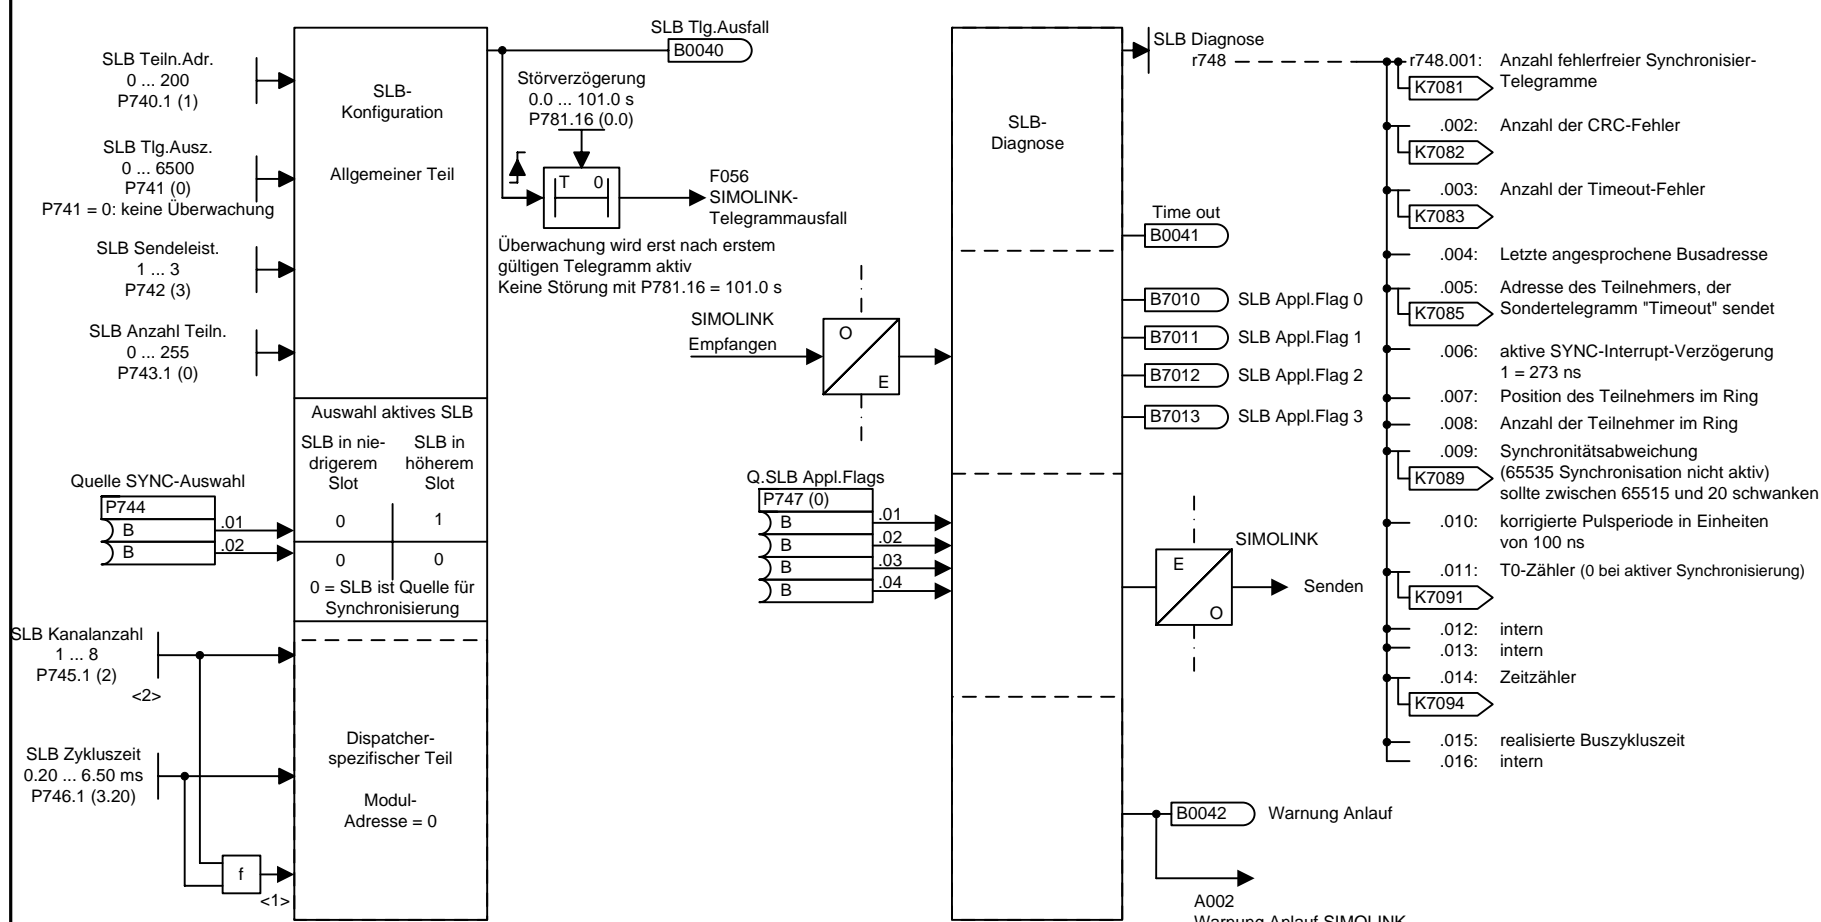 SLB Teiln.Adr.
0 ... 200
P740.1 (1)
SLB Tlg.Ausz.
0 ... 6500
P741 (0)
P741 = 0: keine Überwachung
SLB Sendeleist.
1 ... 3
P742 (3)
SLB Anzahl Teiln.
0 ... 255
P743.1 (0)
Quelle SYNC-Auswahl
P744
B .01
B .02
SLB Kanalanzahl
1 ... 8
P745.1 (2)
<2>
SLB Zykluszeit
0.20 ... 6.50 ms
P746.1 (3.20)
f
<1>
SLB-
Konfiguration
Allgemeiner Teil
Auswahl aktives SLB
SLB in nie-
drigerem
Slot
SLB in
höherem
Slot
0 1
0 0
0 = SLB ist Quelle für
Synchronisierung
Dispatcher-
spezifischer Teil
Modul-
Adresse = 0
SLB Tlg.Ausfall
B0040
Störverzögerung
0.0 ... 101.0 s
P781.16 (0.0)
T 0
F056
SIMOLINK-
Telegrammausfall
Überwachung wird erst nach erstem
gültigen Telegramm aktiv
Keine Störung mit P781.16 = 101.0 s
SIMOLINK
Empfangen
O
E
Q.SLB Appl.Flags
P747 (0)
B .01
B .02
B .03
B .04
SLB-
Diagnose
SLB Diagnose
r748
Time out
B0041
B7010 SLB Appl.Flag 0
B7011 SLB Appl.Flag 1
B7012 SLB Appl.Flag 2
B7013 SLB Appl.Flag 3
SIMOLINK
E
O
Senden
B0042 Warnung Anlauf
A002
Warnung Anlauf SIMOLINK
r748.001: Anzahl fehlerfreier Synchronisier-
K7081 Telegramme
.002: Anzahl der CRC-Fehler
K7082
.003: Anzahl der Timeout-Fehler
K7083
.004: Letzte angesprochene Busadresse
.005: Adresse des Teilnehmers, der
K7085 Sondertelegramm "Timeout" sendet
.006: aktive SYNC-Interrupt-Verzögerung
1 = 273 ns
.007: Position des Teilnehmers im Ring
.008: Anzahl der Teilnehmer im Ring
.009: Synchronitätsabweichung
K7089 (65535 Synchronisation nicht aktiv)
sollte zwischen 65515 und 20 schwanken
.010: korrigierte Pulsperiode in Einheiten
von 100 ns
.011: T0-Zähler (0 bei aktiver Synchronisierung)
K7091
.012: intern
.013: intern
.014: Zeitzähler
K7094
.015: realisierte Buszykluszeit
.016: intern